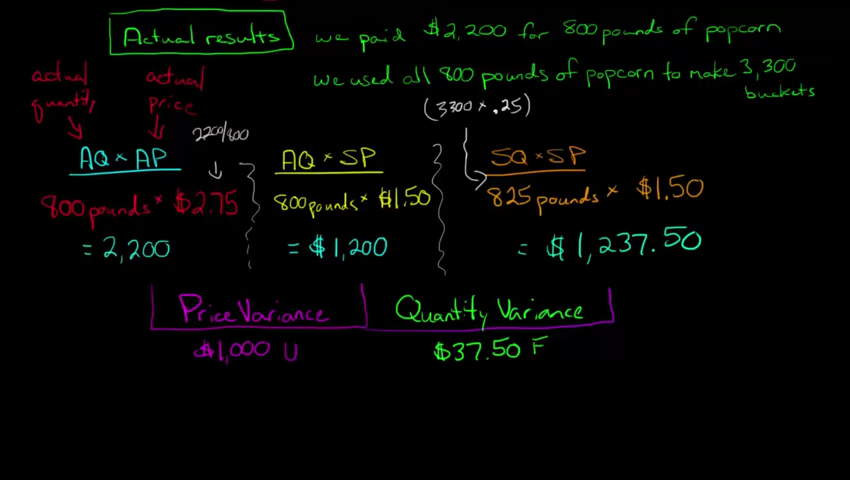 Actual results
we paid $2,200 for 800 pounds of popcorn
we used all 800 pounds of popcorn to make 3,300 buckets
actual quantity
actual price
2200/800
(3300 × .25)
AQ × AP
AQ × SP
SQ × SP
800 pounds × $2.75
800 pounds × $1.50
825 pounds × $1.50
= 2,200
= $1,200
= $1,237.50
Price Variance
Quantity Variance
$1,000 U
$37.50 F